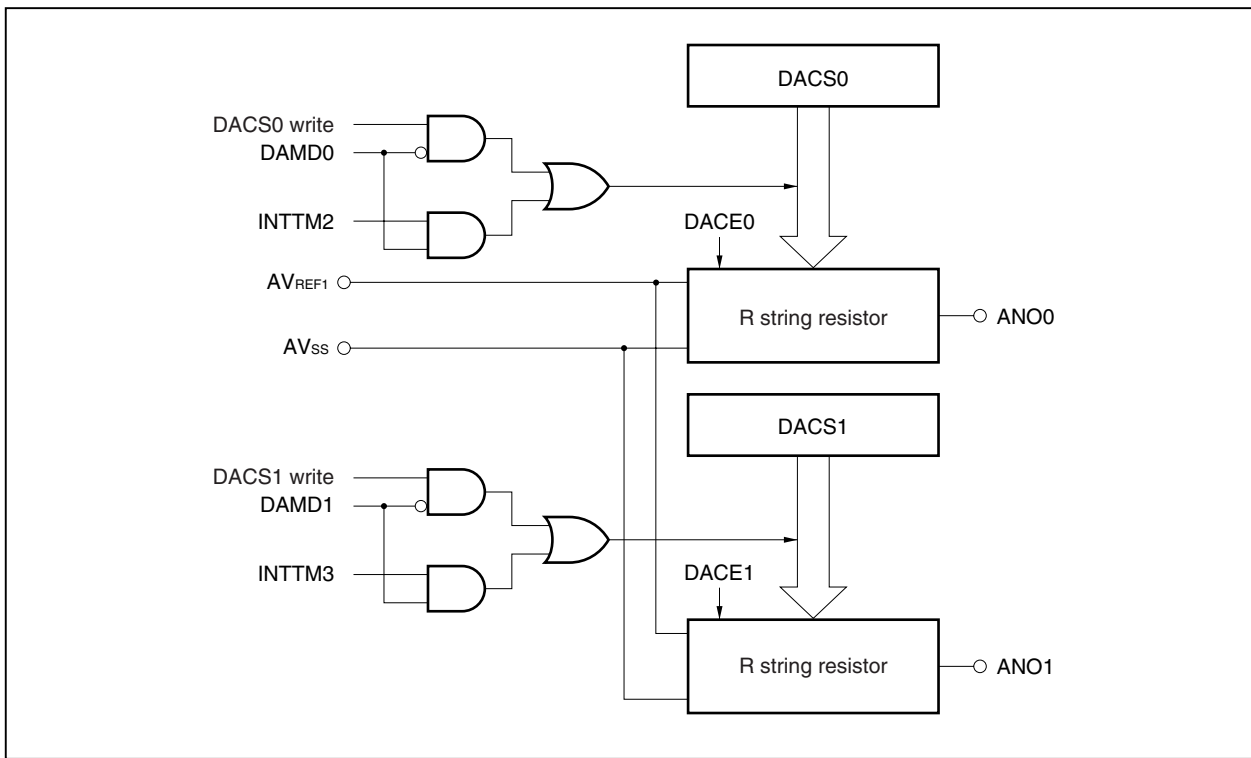 DACS0
DACS0 write
DAMD0
INTTM2
DACE0
AVREF1
R string resistor
ANO0
AVSS
DACS1
DACS1 write
DAMD1
INTTM3
DACE1
R string resistor
ANO1